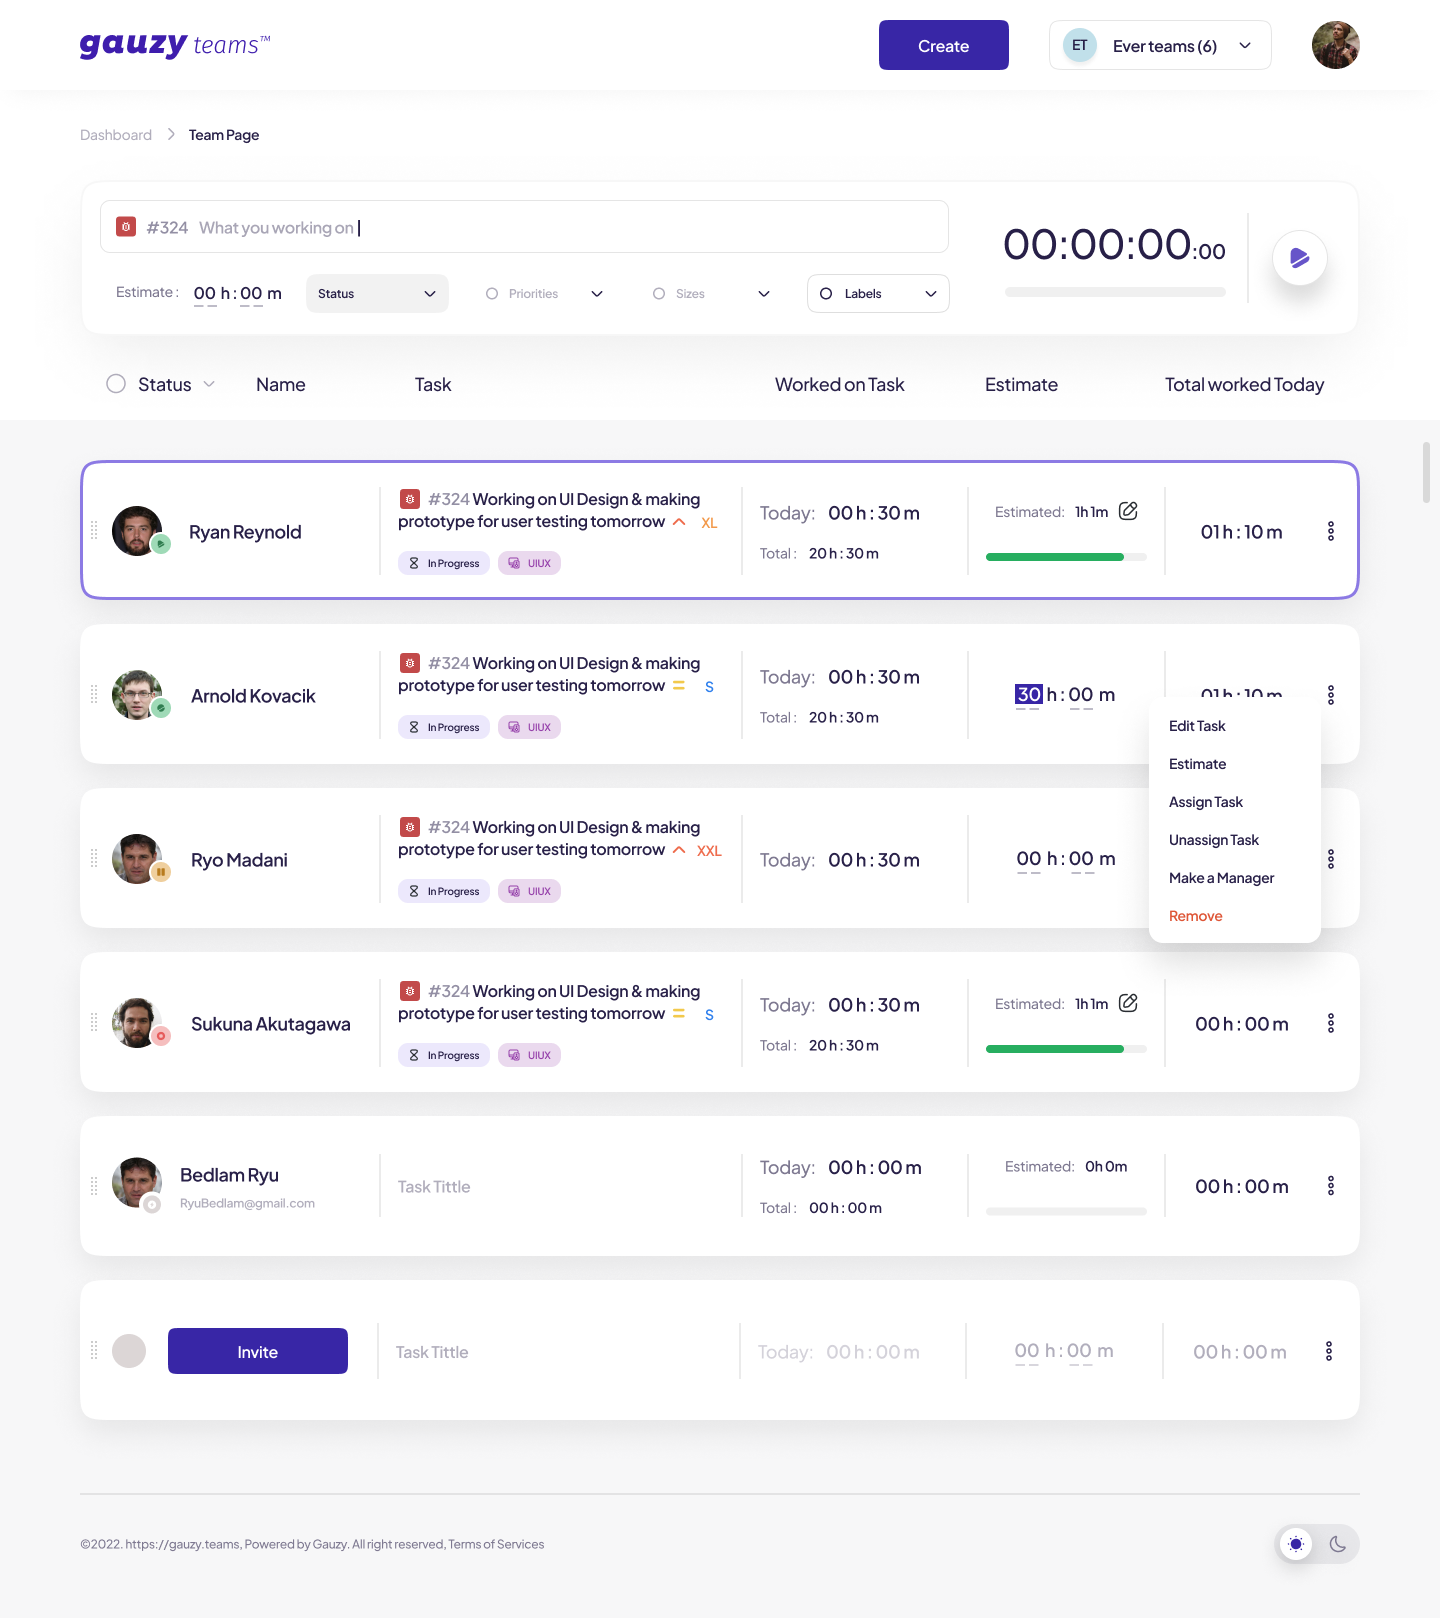 gauzy teams™
Create
ET
Ever teams (6)
Dashboard
Team Page
#324 What you working on
00:00:00:00
Estimate : 00 h : 00 m
Status
Priorities
Sizes
Labels
Status
Name
Task
Worked on Task
Estimate
Total worked Today
Ryan Reynold
#324 Working on UI Design & making
prototype for user testing tomorrow XL
In Progress
UIUX
Today: 00 h : 30 m
Total : 20 h : 30 m
Estimated: 1h 1m
01 h : 10 m
Arnold Kovacik
#324 Working on UI Design & making
prototype for user testing tomorrow S
In Progress
UIUX
Today: 00 h : 30 m
Total : 20 h : 30 m
30 h : 00 m
01 h : 10 m
Edit Task
Estimate
Assign Task
Unassign Task
Make a Manager
Remove
Ryo Madani
#324 Working on UI Design & making
prototype for user testing tomorrow XXL
In Progress
UIUX
Today: 00 h : 30 m
00 h : 00 m
Sukuna Akutagawa
#324 Working on UI Design & making
prototype for user testing tomorrow S
In Progress
UIUX
Today: 00 h : 30 m
Total : 20 h : 30 m
Estimated: 1h 1m
00 h : 00 m
Bedlam Ryu
RyuBedlam@gmail.com
Task Tittle
Today: 00 h : 00 m
Total : 00 h : 00 m
Estimated: 0h 0m
00 h : 00 m
Invite
Task Tittle
Today: 00 h : 00 m
00 h : 00 m
00 h : 00 m
©2022. https://gauzy.teams, Powered by Gauzy. All right reserved, Terms of Services